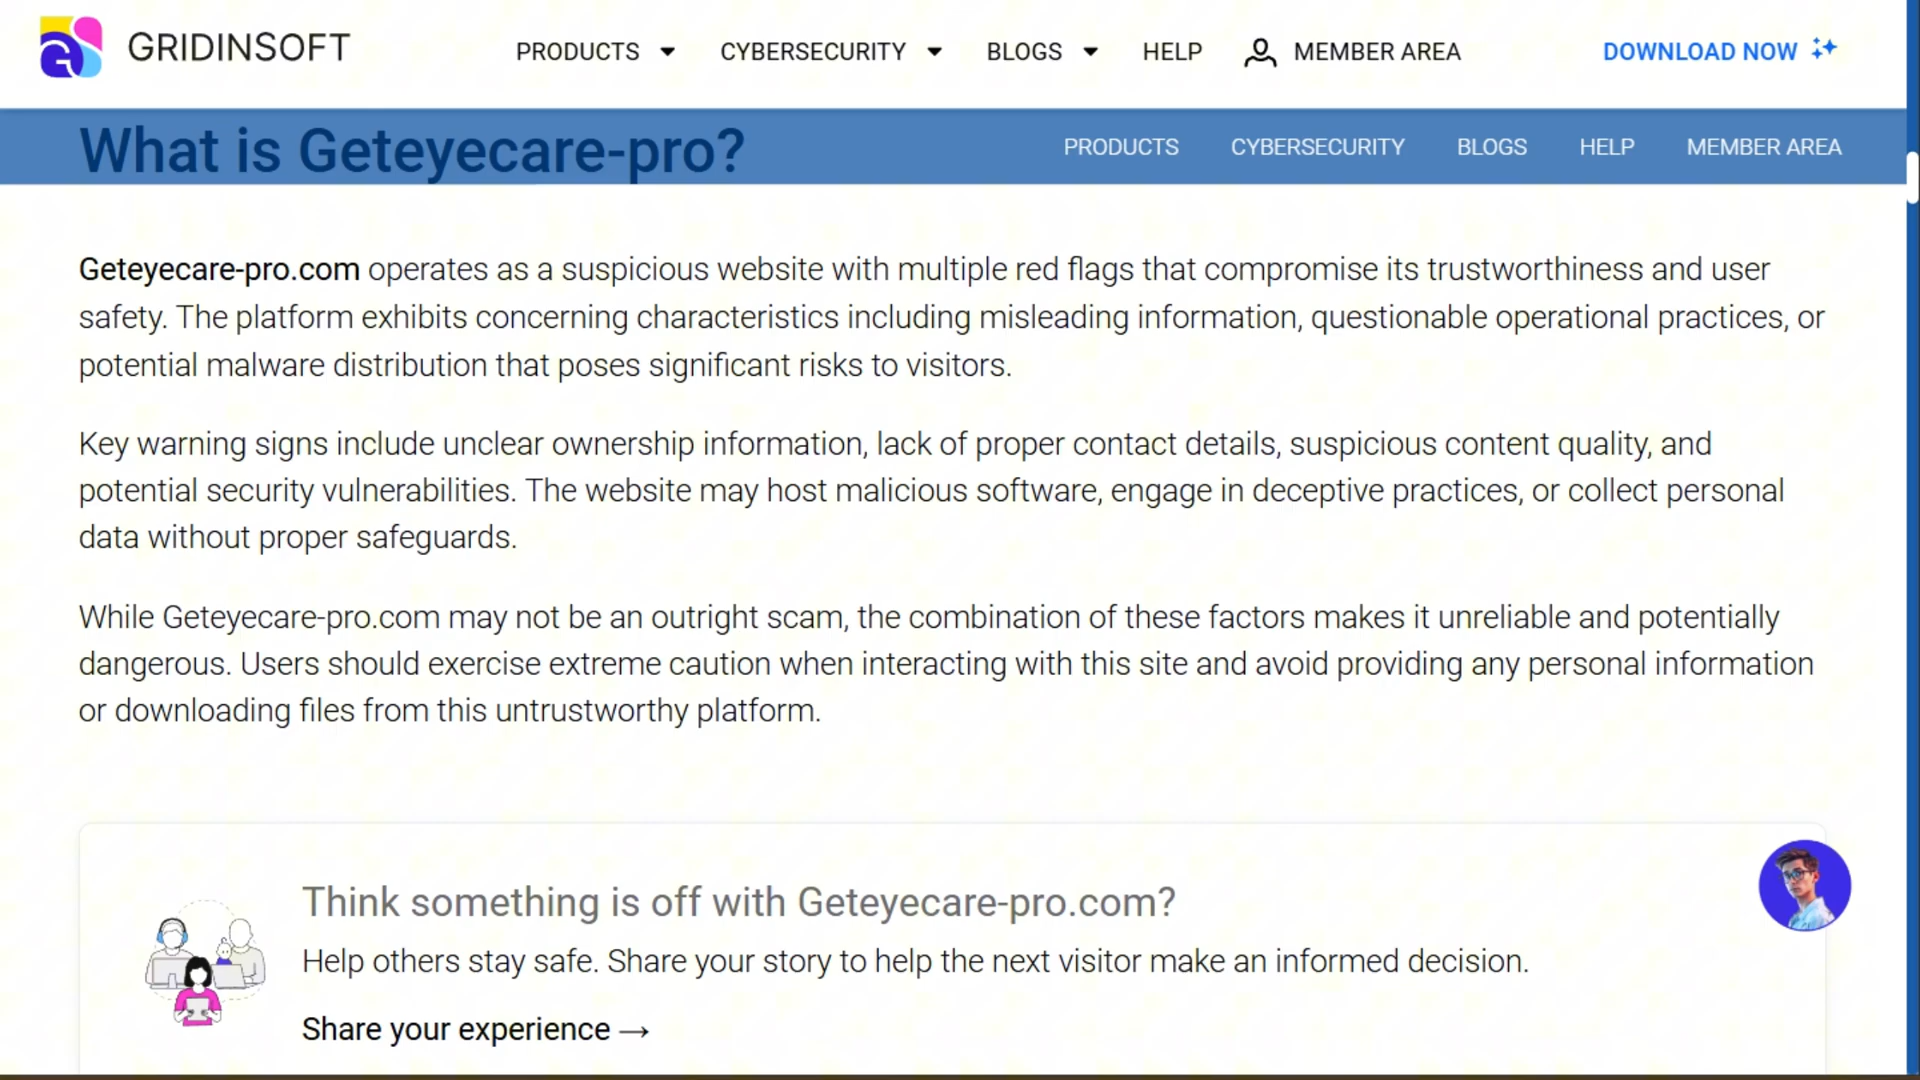 GRIDINSOFT
PRODUCTS CYBERSECURITY BLOGS HELP MEMBER AREA DOWNLOAD NOW
What is Geteyecare-pro?
PRODUCTS CYBERSECURITY BLOGS HELP MEMBER AREA
Geteyecare-pro.com operates as a suspicious website with multiple red flags that compromise its trustworthiness and user
safety. The platform exhibits concerning characteristics including misleading information, questionable operational practices, or
potential malware distribution that poses significant risks to visitors.
Key warning signs include unclear ownership information, lack of proper contact details, suspicious content quality, and
potential security vulnerabilities. The website may host malicious software, engage in deceptive practices, or collect personal
data without proper safeguards.
While Geteyecare-pro.com may not be an outright scam, the combination of these factors makes it unreliable and potentially
dangerous. Users should exercise extreme caution when interacting with this site and avoid providing any personal information
or downloading files from this untrustworthy platform.
Think something is off with Geteyecare-pro.com?
Help others stay safe. Share your story to help the next visitor make an informed decision.
Share your experience →